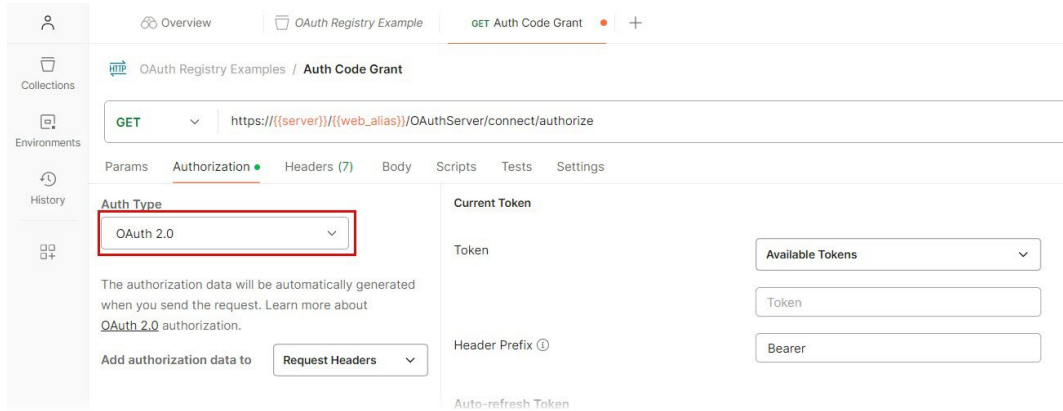 Overview OAuth Registry Example GET Auth Code Grant
Collections
Environments
History
HTTP OAuth Registry Examples / Auth Code Grant
GET https://{{server}}/{{web_alias}}/OAuthServer/connect/authorize
Params Authorization Headers (7) Body Scripts Tests Settings
Auth Type
OAuth 2.0
The authorization data will be automatically generated
when you send the request. Learn more about
OAuth 2.0 authorization.
Add authorization data to Request Headers
Current Token
Token Available Tokens
Token
Header Prefix Bearer
Auto-refresh Token